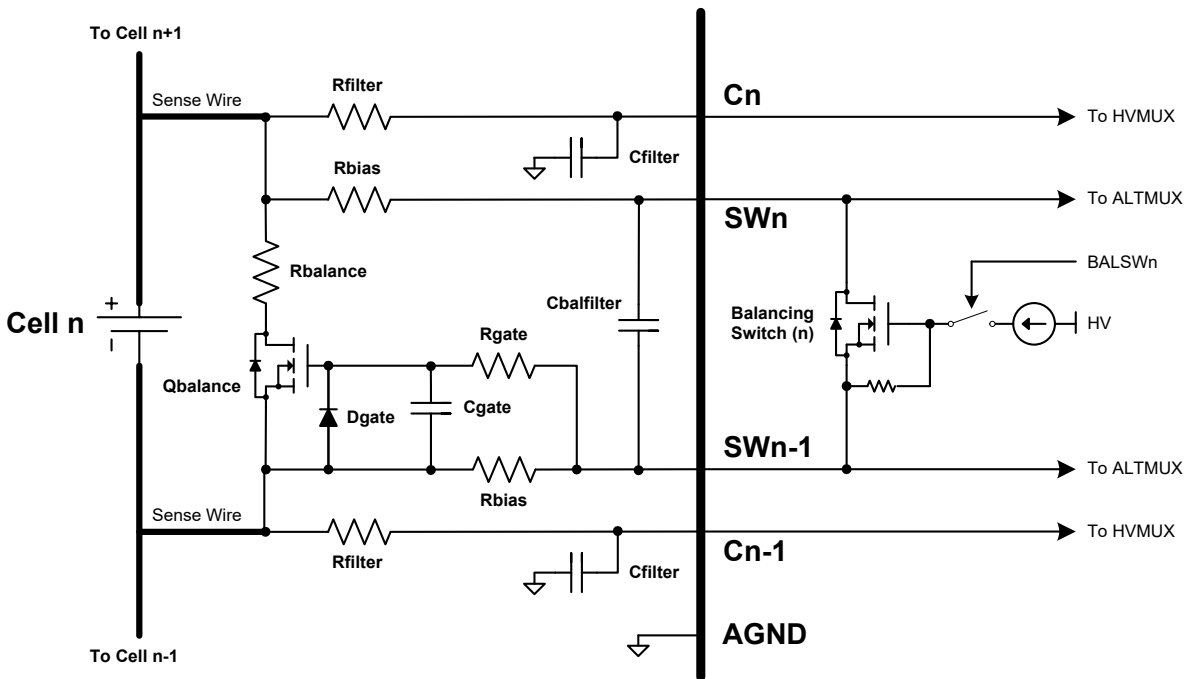 To Cell n+1
Sense Wire
Rfilter
Cn
To HVMUX
Cfilter
Rbias
SWn
To ALTMUX
Rbalance
BALSWn
Cbalfilter
Balancing
Switch (n)
HV
+
Cell n
–
Rgate
Qbalance
Dgate
Cgate
SWn-1
To ALTMUX
Rbias
Sense Wire
To HVMUX
Cn-1
Rfilter
Cfilter
AGND
To Cell n-1